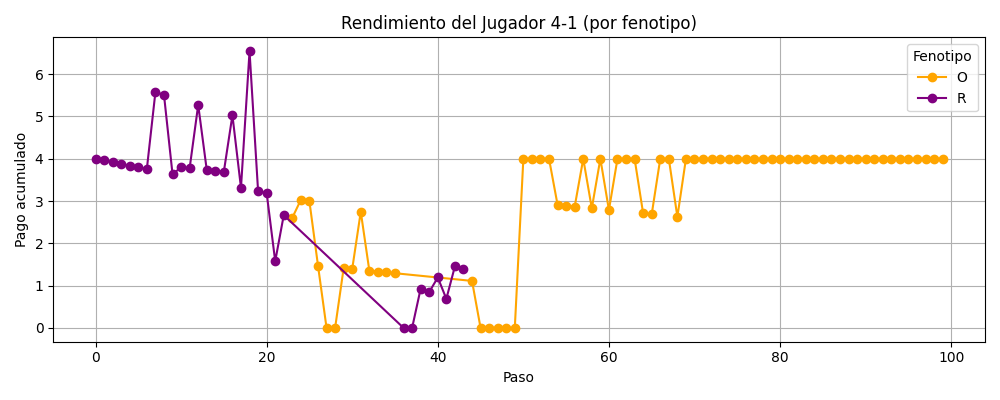 Rendimiento del Jugador 4-1 (por fenotipo)
Pago acumulado
6
5
4
3
2
1
0
Fenotipo
O
R
0
20
40
60
80
100
Paso